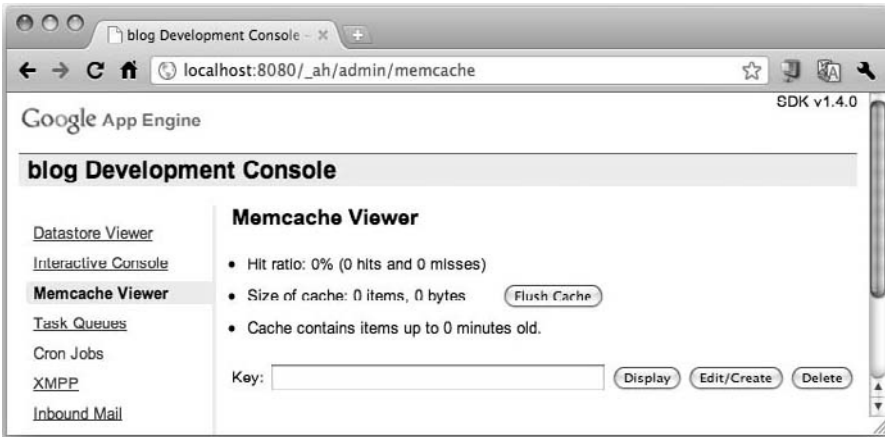 blog Development Console -
localhost:8080/_ah/admin/memcache
SDK v1.4.0
Google App Engine
blog Development Console
Datastore Viewer
Interactive Console
Memcache Viewer
Task Queues
Cron Jobs
XMPP
Inbound Mail
Memcache Viewer
• Hit ratio: 0% (0 hits and 0 misses)
• Size of cache: 0 items, 0 bytes Flush Cache
• Cache contains items up to 0 minutes old.
Key: Display Edit/Create Delete